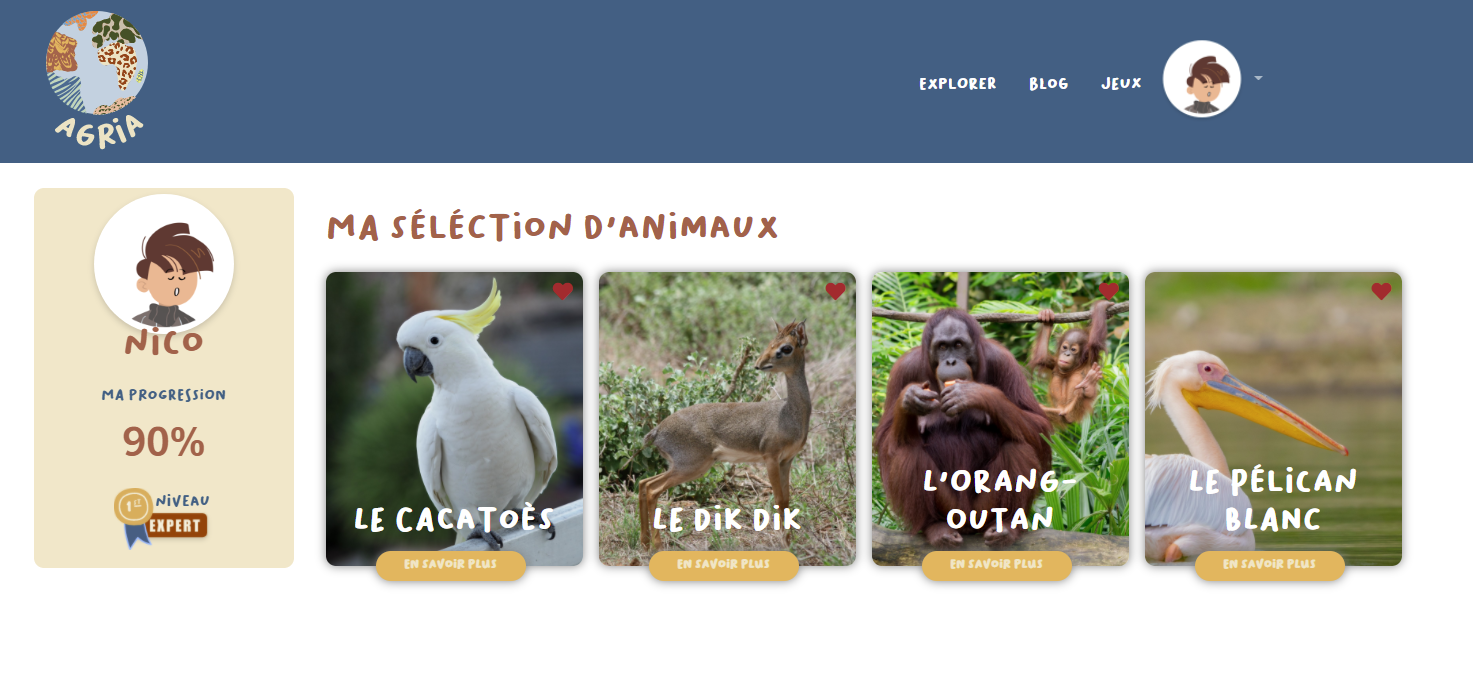 AGRiA
EXPLORER
BLOG
JEUX
NiCO
MA PROGRESSiON
90%
1ER
NiVEAU
EXPERT
MA SÉLÉCTiON D'ANiMAUX
LE CACATOÈS
EN SAVOiR PLUS
LE DiK DiK
EN SAVOiR PLUS
L'ORANG-
OUTAN
EN SAVOiR PLUS
LE PÉLiCAN
BLANC
EN SAVOiR PLUS